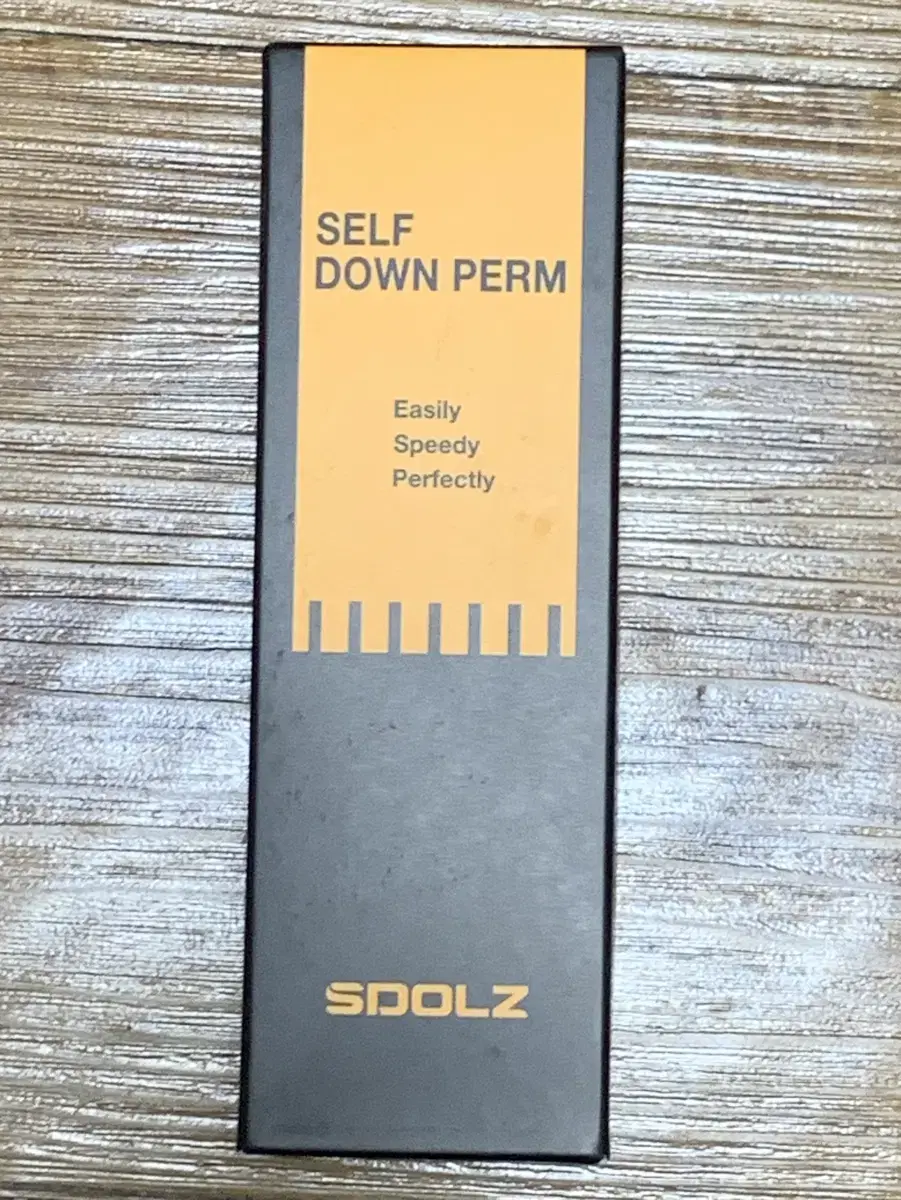 SELF
DOWN PERM
Easily
Speedy
Perfectly
SDOLZ